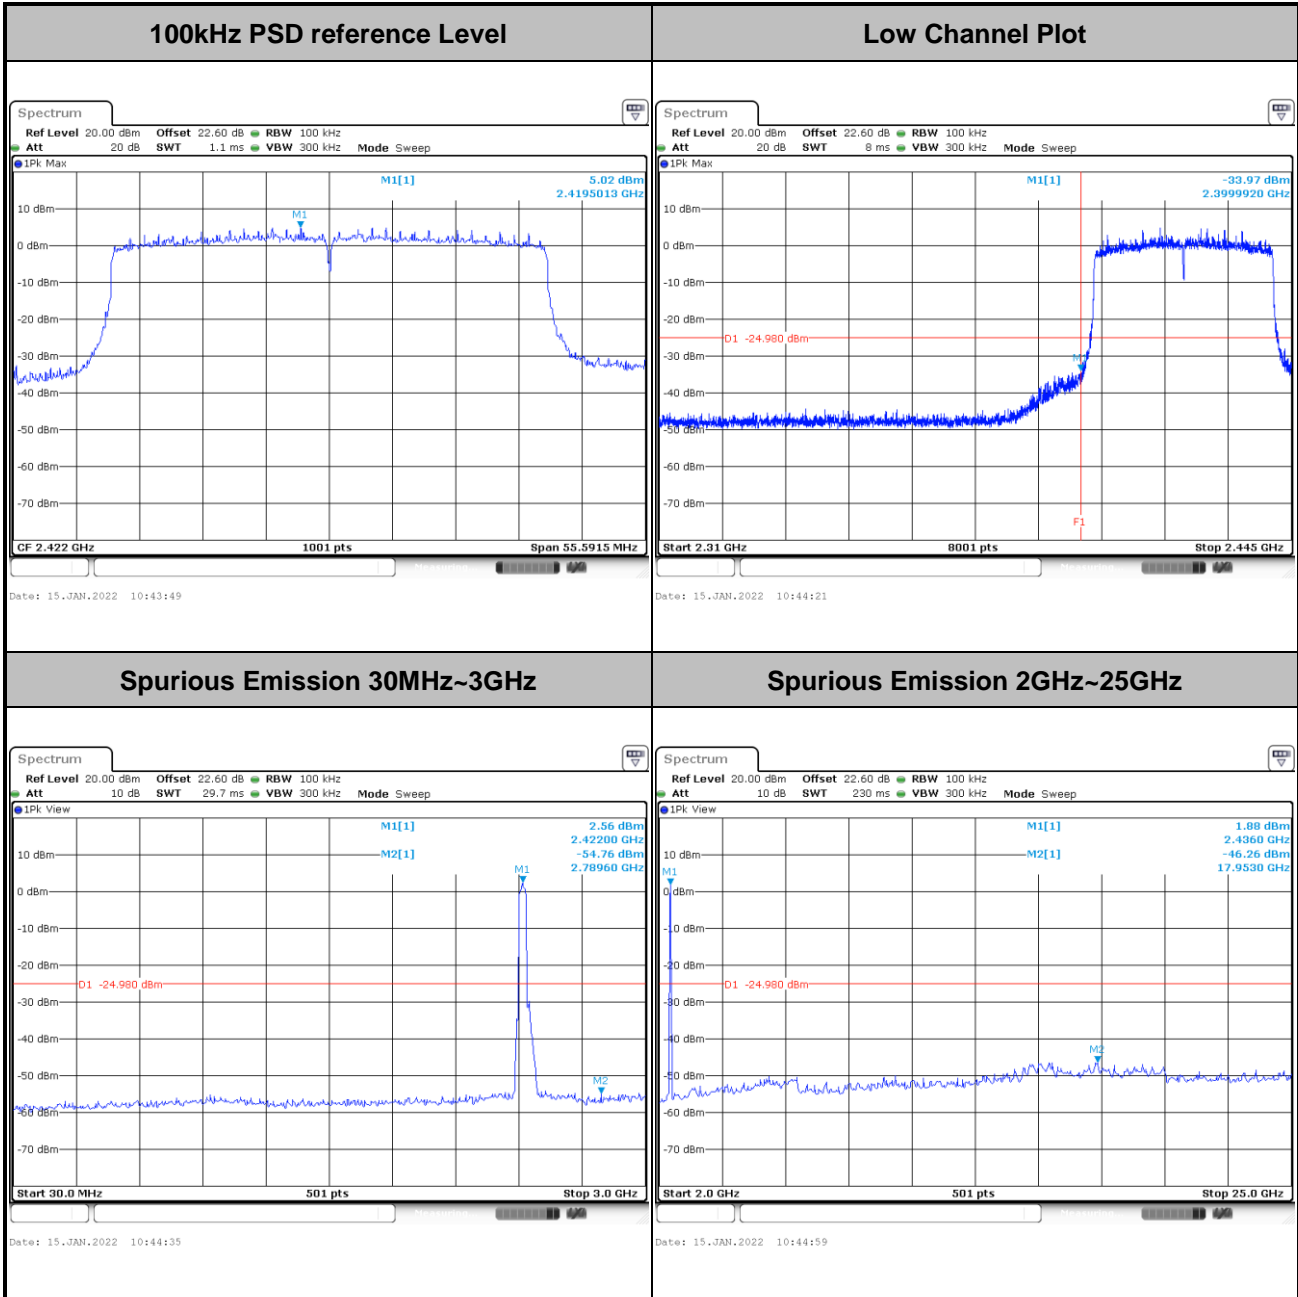 100kHz PSD reference Level
Low Channel Plot
Spectrum
Ref Level 20.00 dBm Offset 22.60 dB RBW 100 kHz
Att 20 dB SWT 1.1 ms VBW 300 kHz Mode Sweep
1Pk Max
M1[1] 5.02 dBm
2.4195013 GHz
M1
10 dBm
0 dBm
-10 dBm
-20 dBm
-30 dBm
-40 dBm
-50 dBm
-60 dBm
-70 dBm
CF 2.422 GHz 1001 pts Span 55.5915 MHz
Measuring
Date: 15.JAN.2022 10:43:49
Spectrum
Ref Level 20.00 dBm Offset 22.60 dB RBW 100 kHz
Att 20 dB SWT 8 ms VBW 300 kHz Mode Sweep
1Pk Max
M1[1] -33.97 dBm
2.3999920 GHz
10 dBm
0 dBm
-10 dBm
-20 dBm
D1 -24.980 dBm
-30 dBm
-40 dBm
-50 dBm
-60 dBm
-70 dBm
F1
Start 2.31 GHz 8001 pts Stop 2.445 GHz
Measuring
Date: 15.JAN.2022 10:44:21
Spurious Emission 30MHz~3GHz
Spurious Emission 2GHz~25GHz
Spectrum
Ref Level 20.00 dBm Offset 22.60 dB RBW 100 kHz
Att 10 dB SWT 29.7 ms VBW 300 kHz Mode Sweep
1Pk View
M1[1] 2.56 dBm
2.42200 GHz
M2[1] -54.76 dBm
2.78960 GHz
10 dBm
M1
0 dBm
-10 dBm
-20 dBm
D1 -24.980 dBm
-30 dBm
-40 dBm
-50 dBm
M2
-60 dBm
-70 dBm
Start 30.0 MHz 501 pts Stop 3.0 GHz
Measuring
Date: 15.JAN.2022 10:44:35
Spectrum
Ref Level 20.00 dBm Offset 22.60 dB RBW 100 kHz
Att 10 dB SWT 230 ms VBW 300 kHz Mode Sweep
1Pk View
M1[1] 1.88 dBm
2.4360 GHz
M2[1] -46.26 dBm
17.9530 GHz
10 dBm
M1
0 dBm
-10 dBm
-20 dBm
D1 -24.980 dBm
-30 dBm
-40 dBm
M2
-50 dBm
-60 dBm
-70 dBm
Start 2.0 GHz 501 pts Stop 25.0 GHz
Measuring
Date: 15.JAN.2022 10:44:59